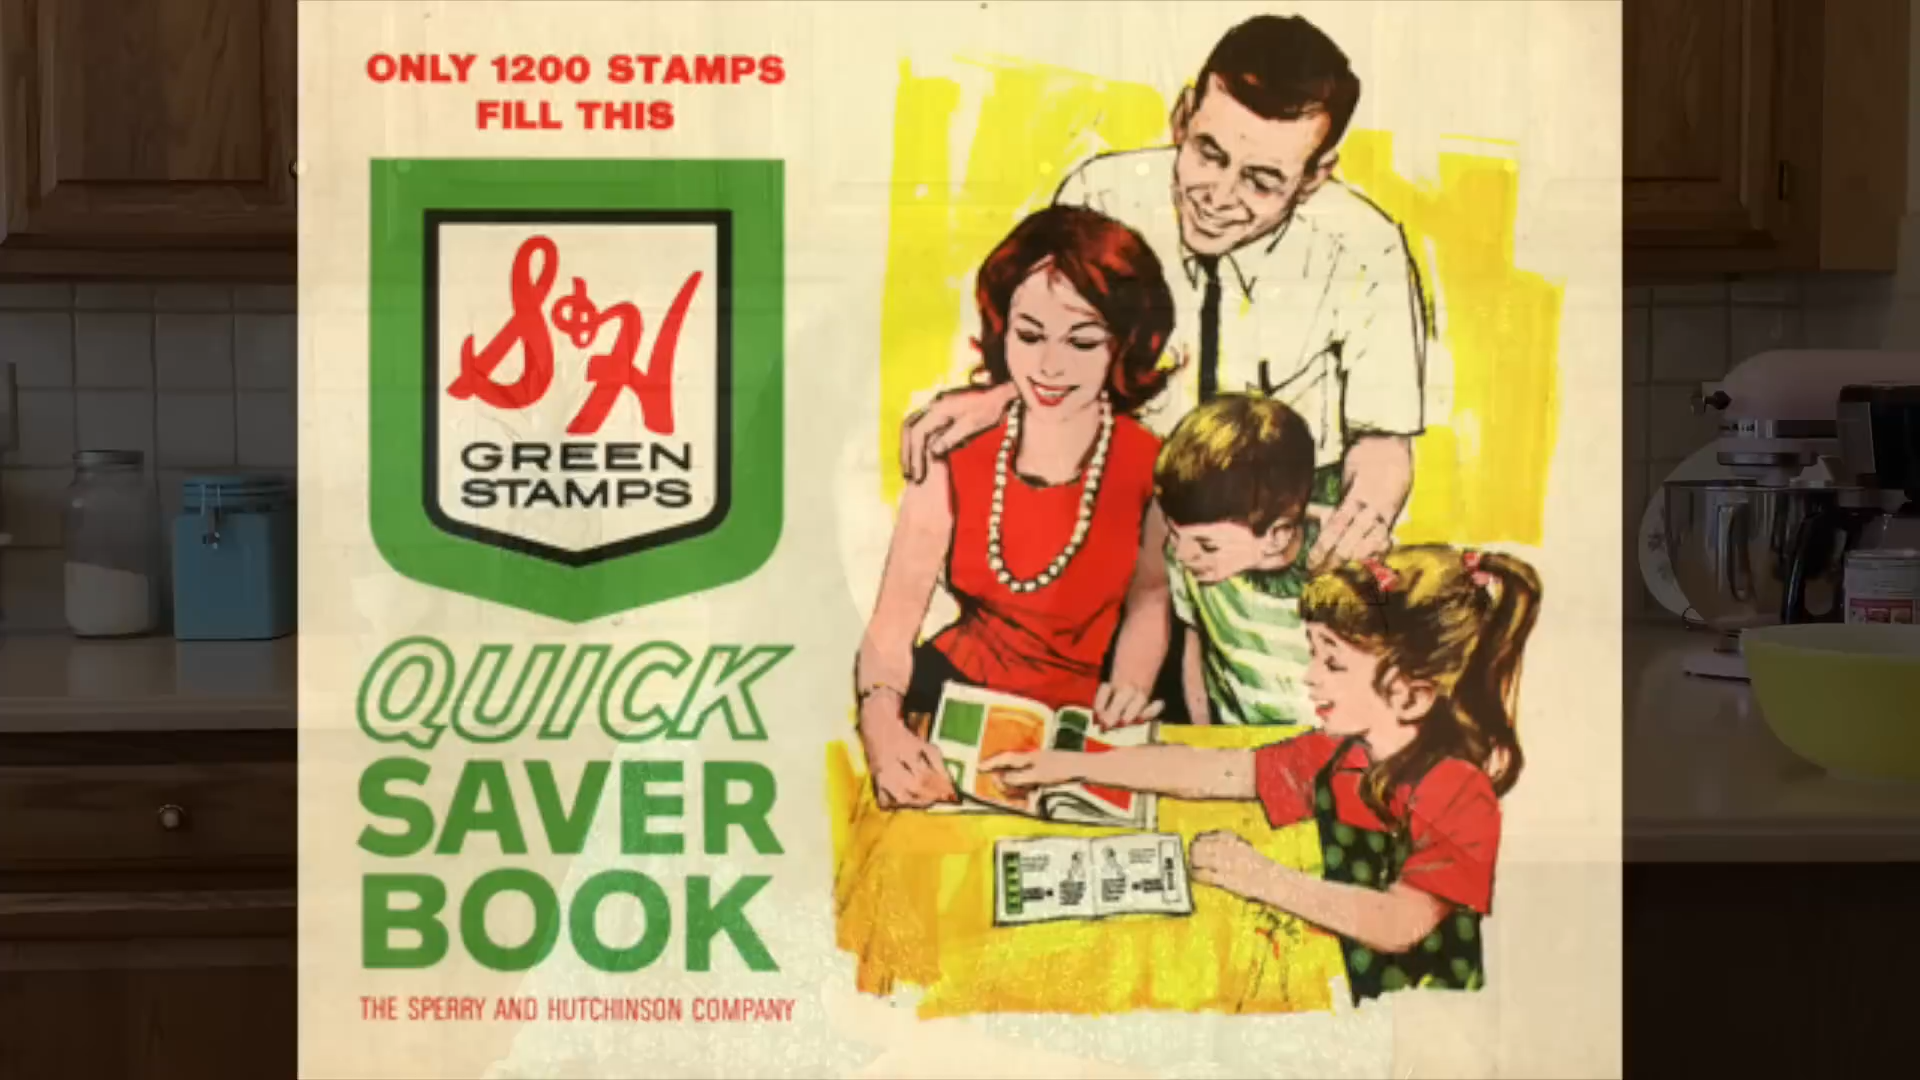 ONLY 1200 STAMPS
FILL THIS
S&H
GREEN
STAMPS
QUICK
SAVER
BOOK
THE SPERRY AND HUTCHINSON COMPANY